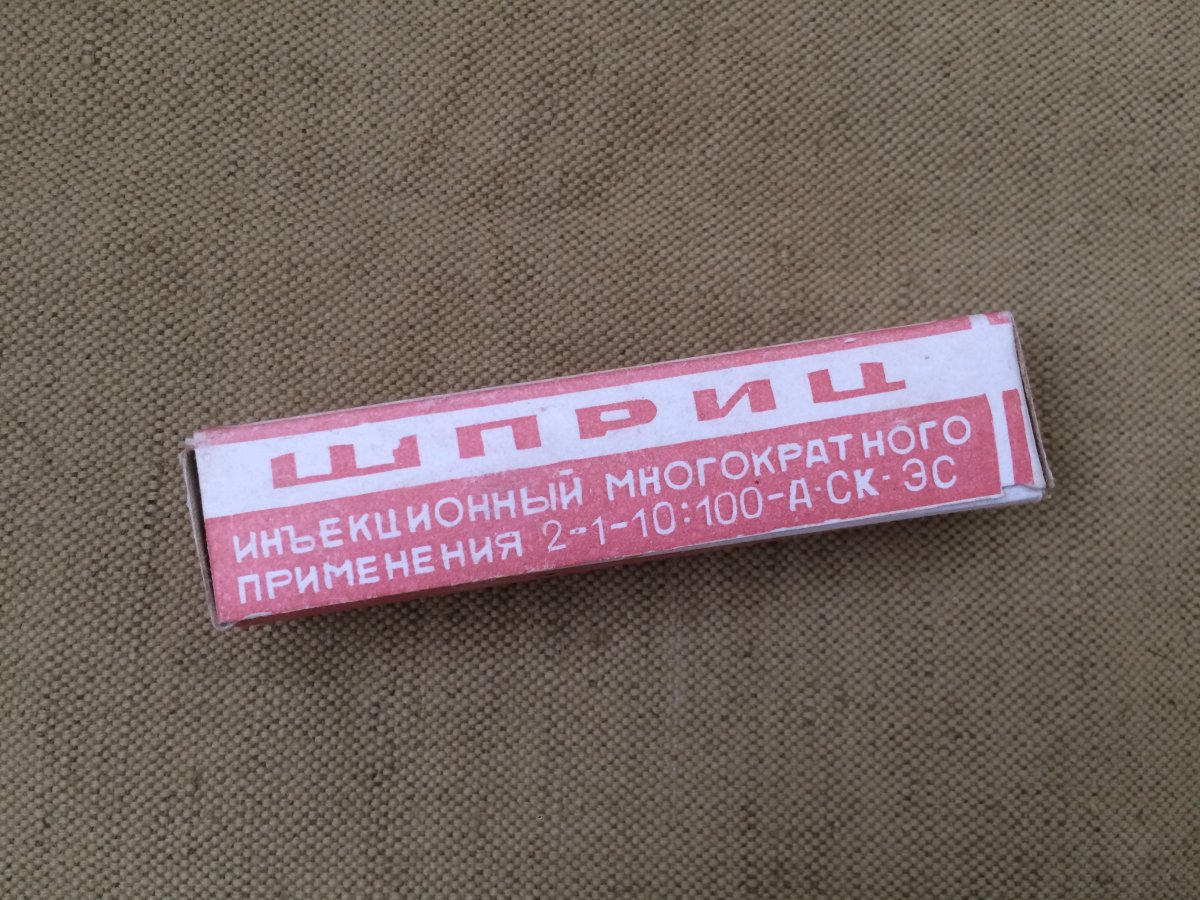 ШПРИЦ
ИНЪЕКЦИОННЫЙ МНОГОКРАТНОГО
ПРИМЕНЕНИЯ 2-1-10:100-А-СК-ЭС